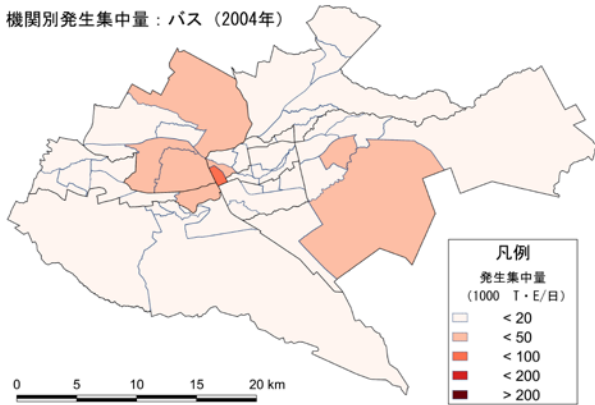 機関別発生集中量：バス（2004年）
凡例
発生集中量
（1000　T・E/日）
< 20
< 50
< 100
< 200
> 200
0 5 10 15 20 km